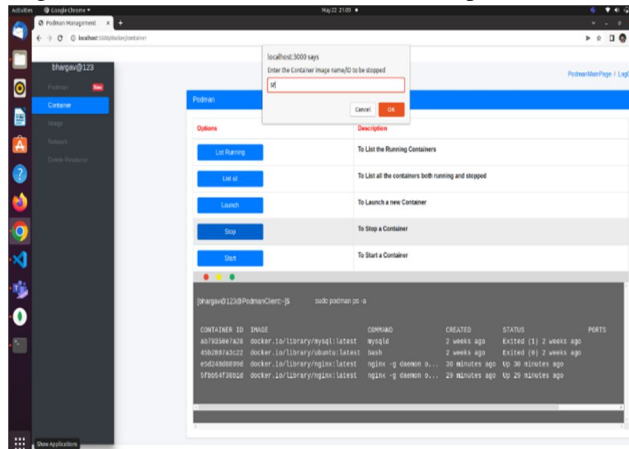 Activities Google Chrome ▾ May 22 21:09
Podman Management
localhost:3000/podman/container
localhost:3000 says
Enter the Container image name/ID to be stopped
5f
Cancel OK
bhargav@123
PodmanMainPage /
Podman New
Container
Image
Network
Delete Resource
Podman
Options Description
List Running To List the Running Containers
List all To List all the containers both running and stopped
Launch To Launch a new Container
Stop To Stop a Container
Start To Start a Container
[bhargav@123@PodmanClient:~]$ sudo podman ps -a
CONTAINER ID IMAGE COMMAND CREATED STATUS PORTS
docker.io/library/mysql:latest mysqld 2 weeks ago Exited (1) 2 weeks ago
docker.io/library/ubuntu:latest bash 2 weeks ago Exited (0) 2 weeks ago
docker.io/library/nginx:latest nginx -g daemon o... 30 minutes ago Up 30 minutes ago
5fbb54f38b1d docker.io/library/nginx:latest nginx -g daemon o... 29 minutes ago Up 29 minutes ago
Show Applications